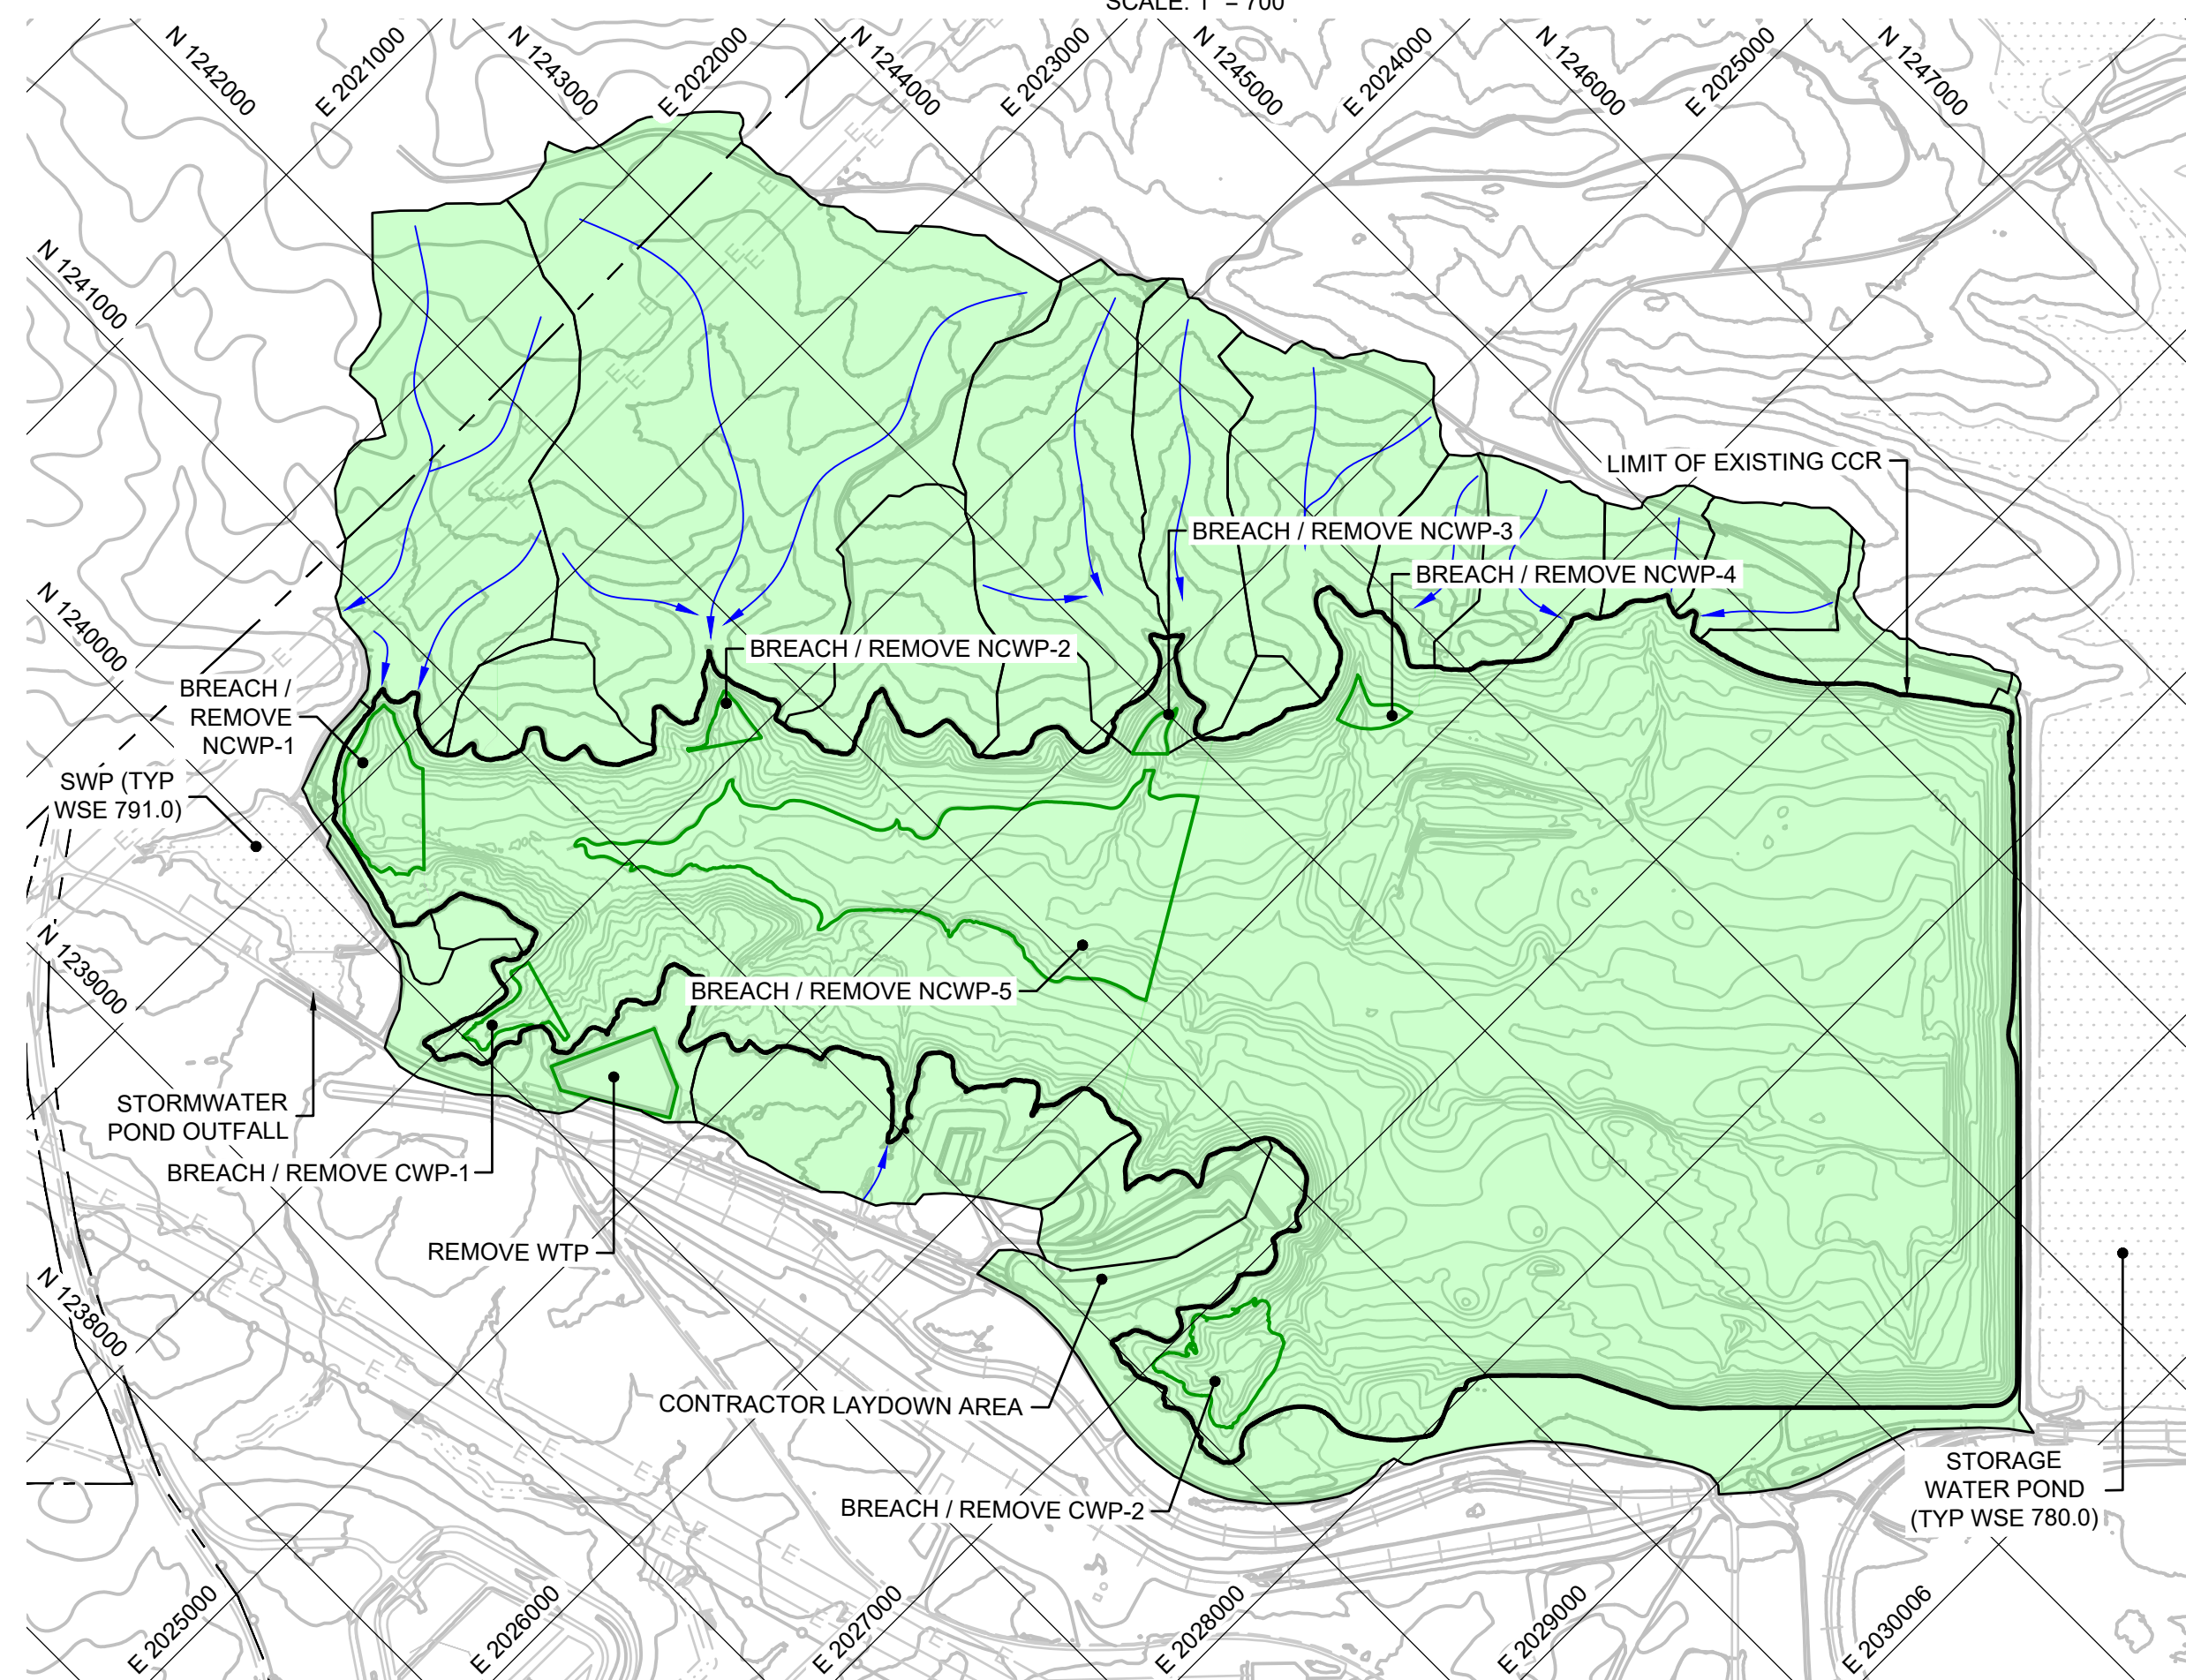 SCALE: 1" = 700'
N 1242000
E 2021000
N 1243000
E 2022000
N 1244000
E 2023000
N 1245000
E 2024000
N 1246000
E 2025000
N 1247000
N 1241000
N 1240000
N 1239000
N 1238000
LIMIT OF EXISTING CCR
BREACH / REMOVE NCWP-3
BREACH / REMOVE NCWP-4
BREACH / REMOVE NCWP-2
BREACH /
REMOVE
NCWP-1
SWP (TYP
WSE 791.0)
BREACH / REMOVE NCWP-5
STORMWATER
POND OUTFALL
BREACH / REMOVE CWP-1
REMOVE WTP
CONTRACTOR LAYDOWN AREA
BREACH / REMOVE CWP-2
STORAGE
WATER POND
(TYP WSE 780.0)
E 2025000
E 2026000
E 2027000
E 2028000
E 2029000
E 2030006